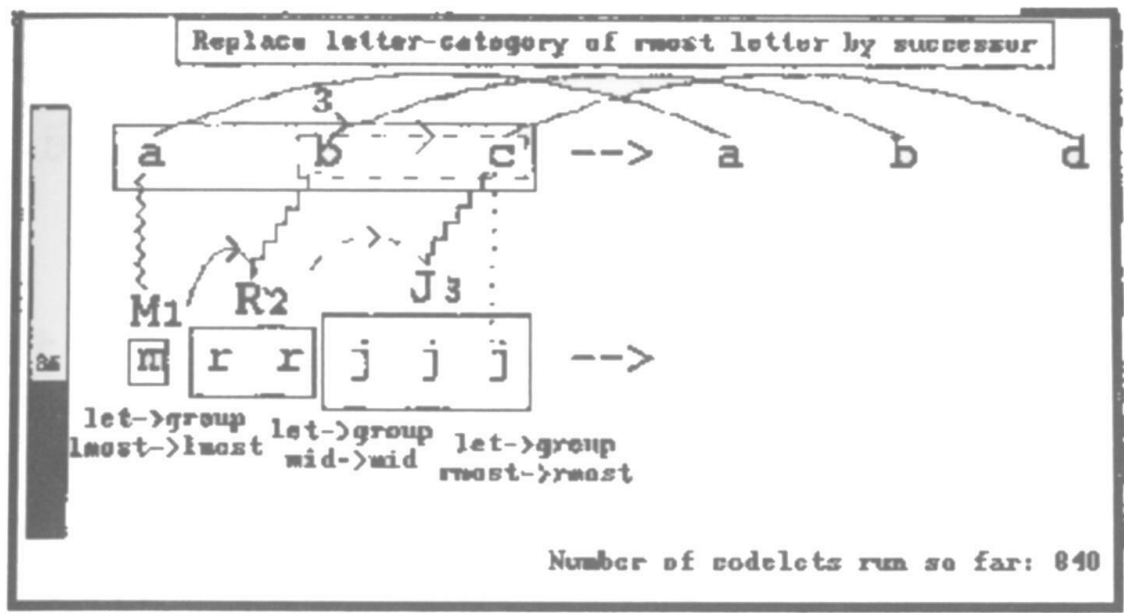 Replace letter-category of rmost letter by successor
3
a b c --> a b d
M1 R2 J3
m r r j j j -->
let->group let->group let->group
lmost->lmost mid->mid rmost->rmost
Number of codelets run so far: 840